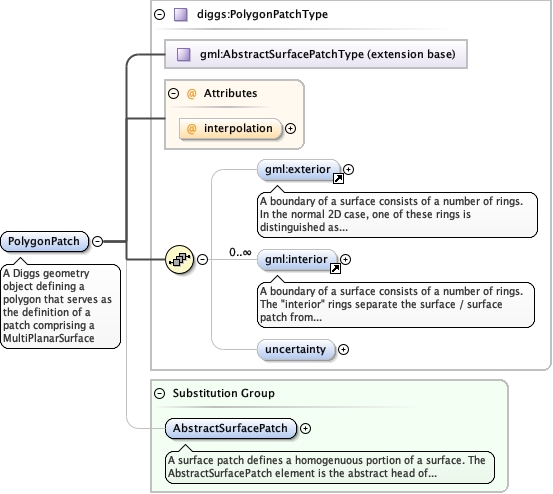 diggs:PolygonPatchType
gml:AbstractSurfacePatchType (extension base)
@ Attributes
@ interpolation
gml:exterior
A boundary of a surface consists of a number of rings.
In the normal 2D case, one of these rings is
distinguished as...
0..∞
gml:interior
A boundary of a surface consists of a number of rings.
The "interior" rings separate the surface / surface
patch from...
uncertainty
PolygonPatch
A Diggs geometry
object defining a
polygon that serves as
the definition of a
patch comprising a
MultiPlanarSurface
Substitution Group
AbstractSurfacePatch
A surface patch defines a homogenuous portion of a surface. The
AbstractSurfacePatch element is the abstract head of...